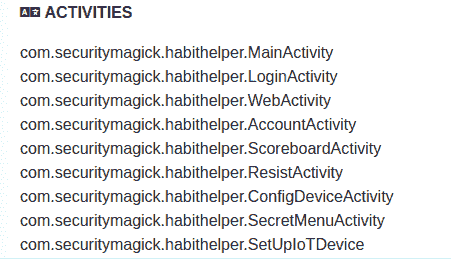 ACTIVITIES
com.securitymagick.habithelper.MainActivity
com.securitymagick.habithelper.LoginActivity
com.securitymagick.habithelper.WebActivity
com.securitymagick.habithelper.AccountActivity
com.securitymagick.habithelper.ScoreboardActivity
com.securitymagick.habithelper.ResistActivity
com.securitymagick.habithelper.ConfigDeviceActivity
com.securitymagick.habithelper.SecretMenuActivity
com.securitymagick.habithelper.SetUpIoTDevice